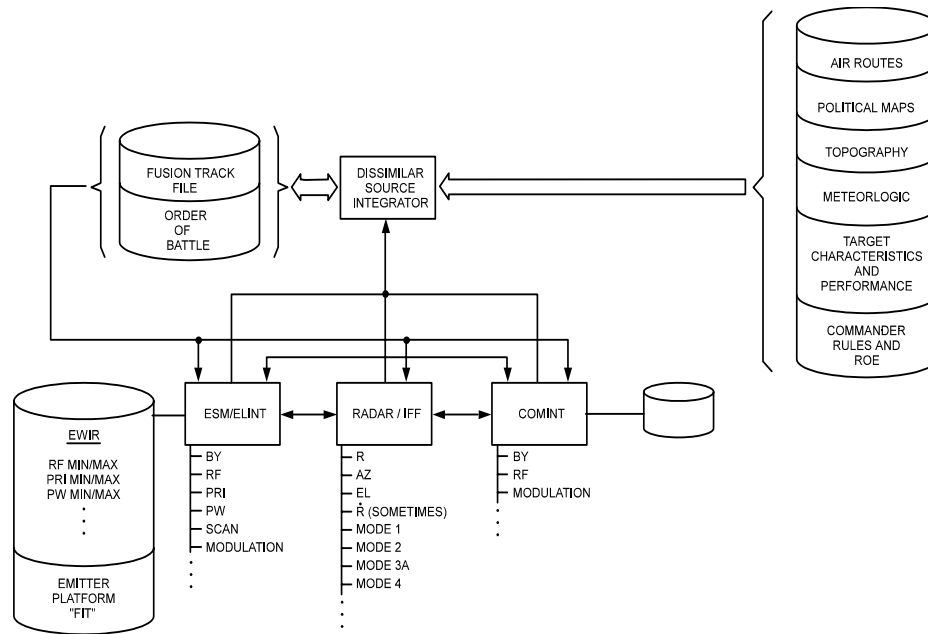 AIR ROUTES
POLITICAL MAPS
TOPOGRAPHY
METEORLOGIC
TARGET
CHARACTERISTICS
AND
PERFORMANCE
COMMANDER
RULES AND
ROE
FUSION TRACK
FILE
ORDER
OF
BATTLE
DISSIMILAR
SOURCE
INTEGRATOR
EWIR
RF MIN/MAX
PRI MIN/MAX
PW MIN/MAX
EMITTER
PLATFORM
"FIT"
ESM/ELINT
BY
RF
PRI
PW
SCAN
MODULATION
RADAR / IFF
R
AZ
EL
Ṙ (SOMETIMES)
MODE 1
MODE 2
MODE 3A
MODE 4
COMINT
BY
RF
MODULATION